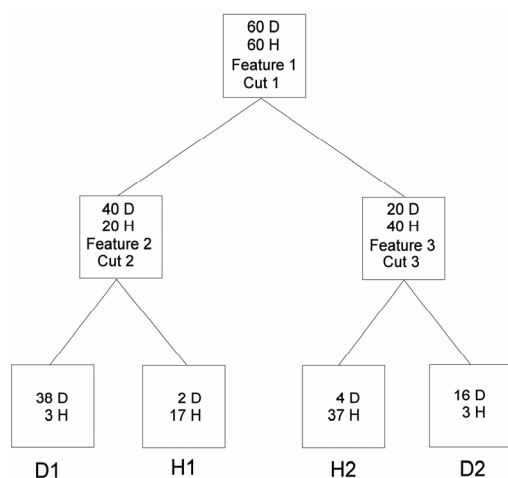 60 D
60 H
Feature 1
Cut 1
40 D
20 H
Feature 2
Cut 2
20 D
40 H
Feature 3
Cut 3
38 D
3 H
2 D
17 H
4 D
37 H
16 D
3 H
D1
H1
H2
D2